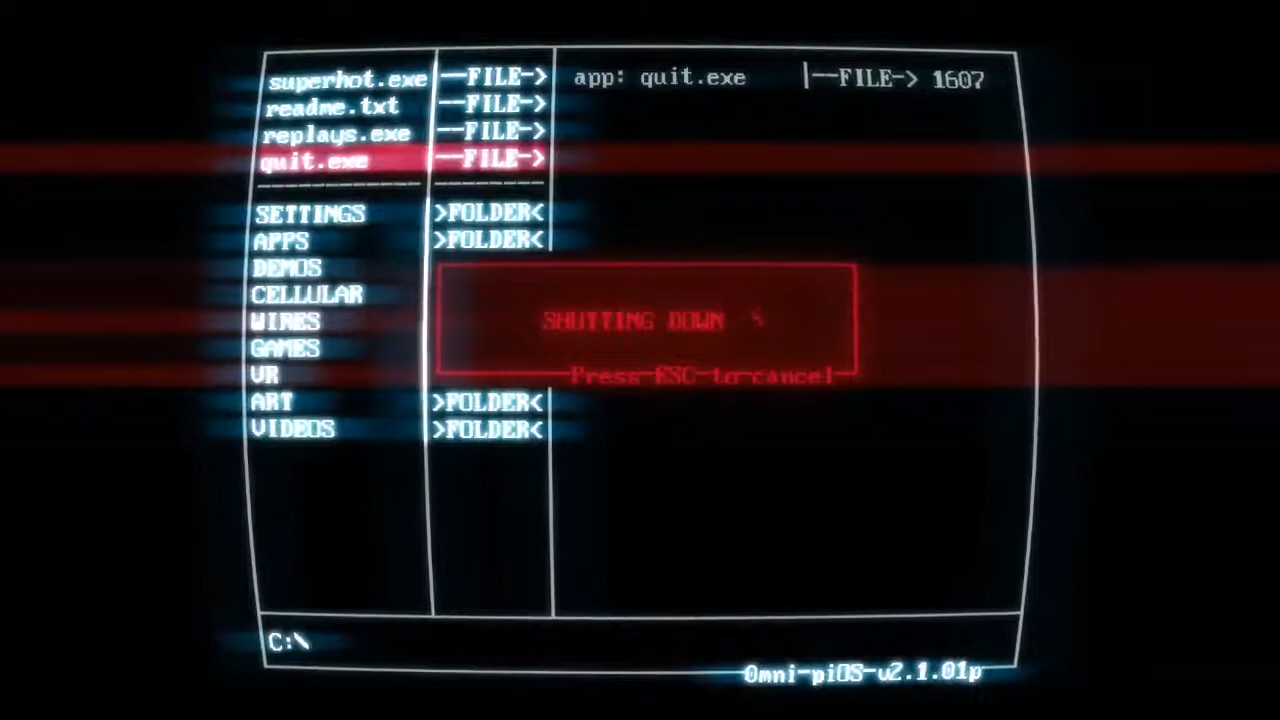 superhot.exe --FILE-> app: quit.exe |--FILE-> 1607
readme.txt --FILE->
replays.exe --FILE->
quit.exe --FILE->
SETTINGS >FOLDER<
APPS >FOLDER<
DEMOS
CELLULAR
WIRES SHUTTING DOWN \
GAMES
VR Press ESC to cancel
ART >FOLDER<
VIDEOS >FOLDER<
C:\
Omni-piOS-v2.1.01p